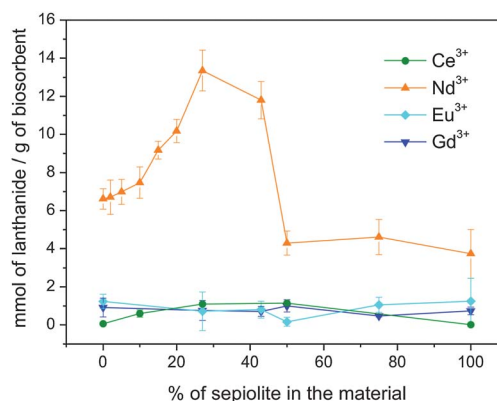 mmol of lanthanide / g of biosorbent
16
14
12
10
8
6
4
2
0
Ce3+
Nd3+
Eu3+
Gd3+
0
20
40
60
80
100
% of sepiolite in the material